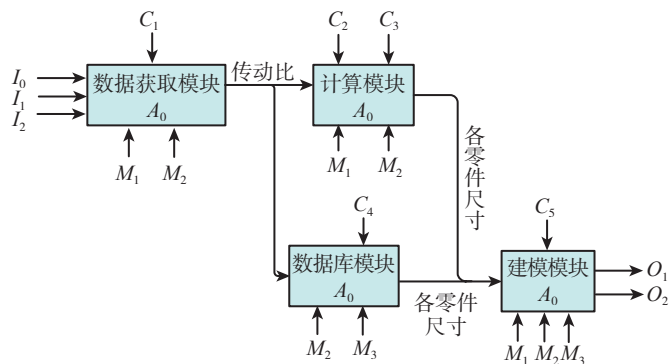 C₁
C₂
C₃
I₀
I₁
I₂
数据获取模块
A₀
传动比
计算模块
A₀
M₁
M₂
M₁
M₂
各零件尺寸
C₄
C₅
数据库模块
A₀
各零件
尺寸
建模模块
A₀
O₁
O₂
M₂
M₃
M₁
M₂
M₃